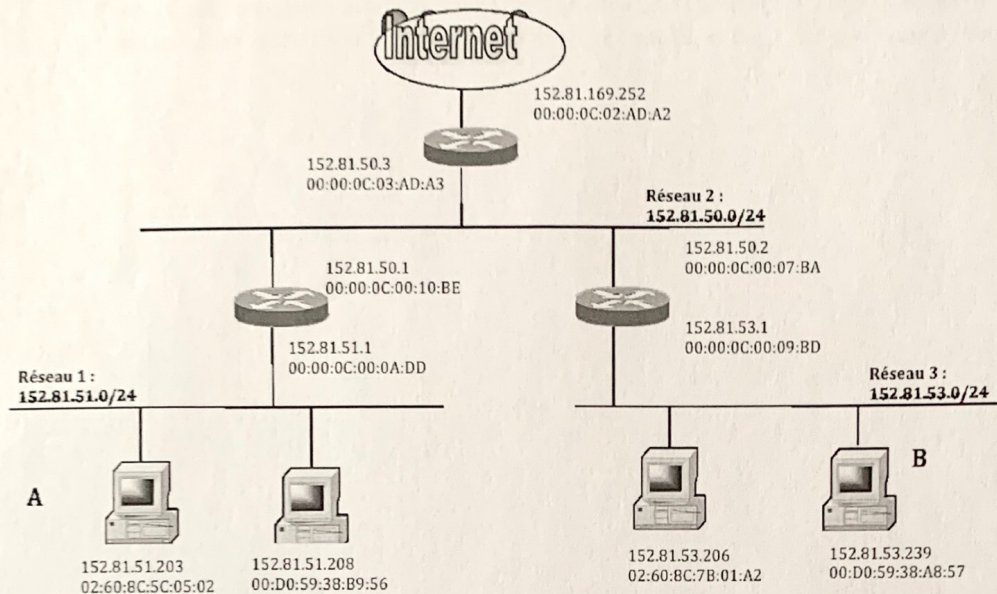 Internet
152.81.169.252
00:00:0C:02:AD:A2
152.81.50.3
00:00:0C:03:AD:A3
Réseau 2 :
152.81.50.0/24
152.81.50.1
00:00:0C:00:10:BE
152.81.50.2
00:00:0C:00:07:BA
152.81.51.1
00:00:0C:00:0A:DD
152.81.53.1
00:00:0C:00:09:BD
Réseau 1 :
152.81.51.0/24
Réseau 3 :
152.81.53.0/24
A
B
152.81.51.203
02:60:8C:5C:05:02
152.81.51.208
00:D0:59:38:B9:56
152.81.53.206
02:60:8C:7B:01:A2
152.81.53.239
00:D0:59:38:A8:57